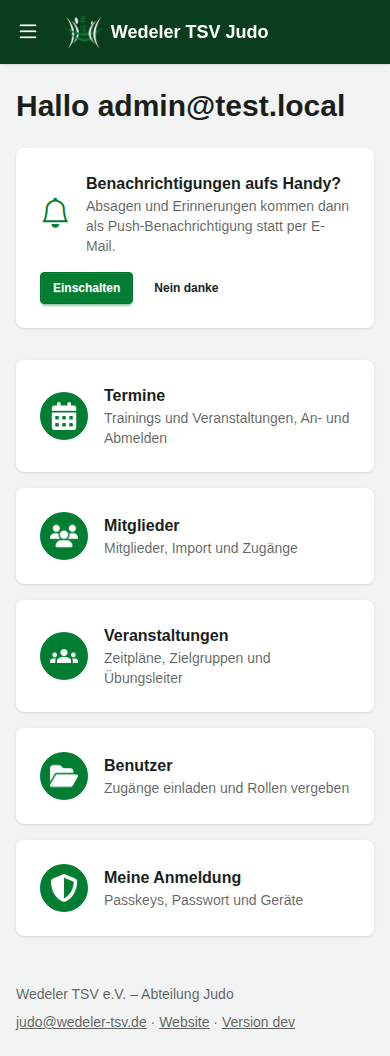 Wedeler TSV Judo
Hallo admin@test.local
Benachrichtigungen aufs Handy?
Absagen und Erinnerungen kommen dann
als Push-Benachrichtigung statt per E-
Mail.
Einschalten
Nein danke
Termine
Trainings und Veranstaltungen, An- und
Abmelden
Mitglieder
Mitglieder, Import und Zugänge
Veranstaltungen
Zeitpläne, Zielgruppen und
Übungsleiter
Benutzer
Zugänge einladen und Rollen vergeben
Meine Anmeldung
Passkeys, Passwort und Geräte
Wedeler TSV e.V. – Abteilung Judo
judo@wedeler-tsv.de · Website · Version dev